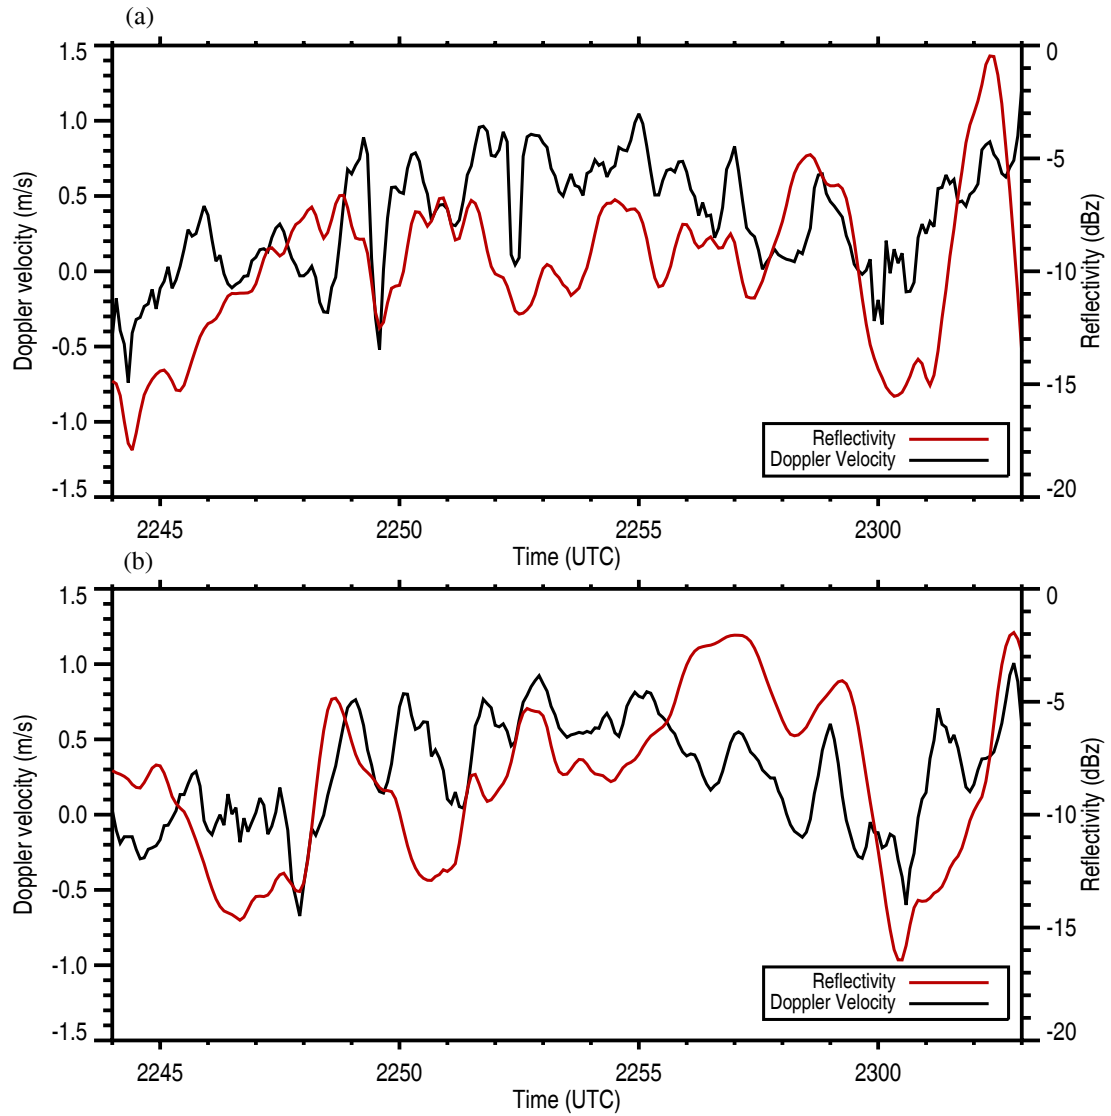 (a)
1.5
1.0
0.5
0.0
-0.5
-1.0
-1.5
Doppler velocity (m/s)
0
-5
-10
-15
-20
Reflectivity (dBz)
Reflectivity
Doppler Velocity
2245 2250 2255 2300
Time (UTC)
(b)
1.5
1.0
0.5
0.0
-0.5
-1.0
-1.5
Doppler velocity (m/s)
0
-5
-10
-15
-20
Reflectivity (dBz)
Reflectivity
Doppler Velocity
2245 2250 2255 2300
Time (UTC)